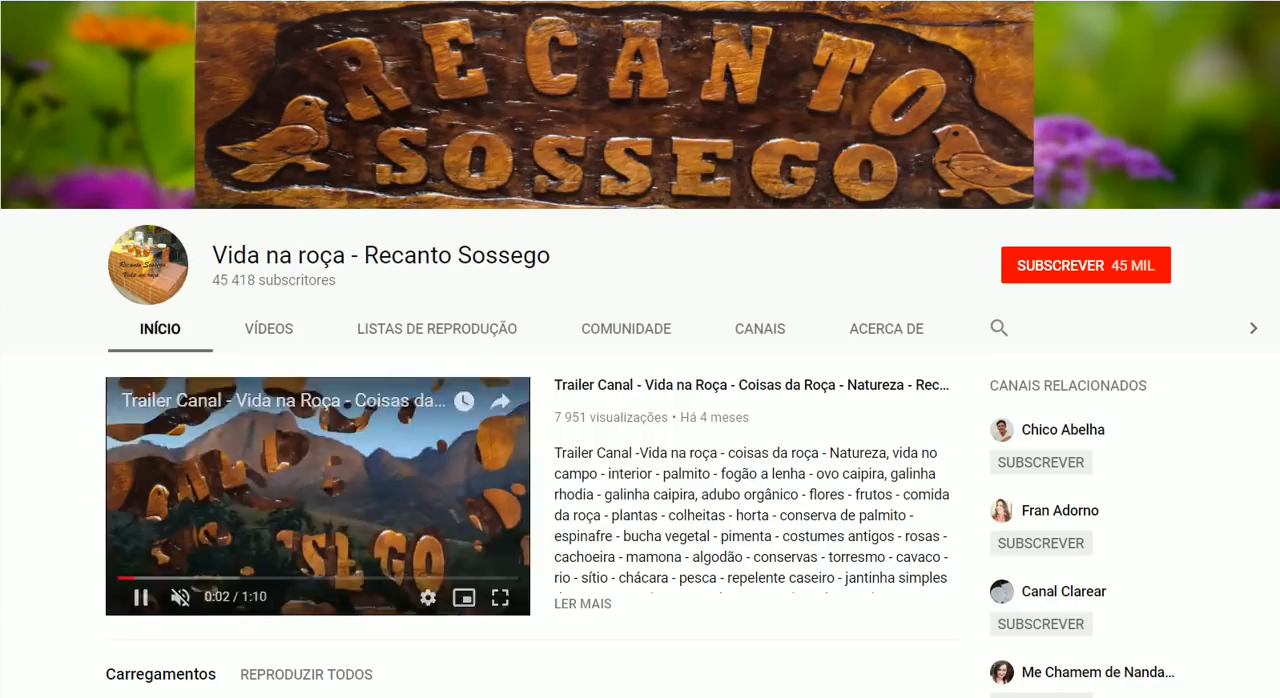 RECANTO
SOSSEGO
Vida na roça - Recanto Sossego
45 418 subscritores
SUBSCREVER 45 MIL
INÍCIO VÍDEOS LISTAS DE REPRODUÇÃO COMUNIDADE CANAIS ACERCA DE
Trailer Canal - Vida na Roça - Coisas da...
0:02 / 1:10
Trailer Canal - Vida na Roça - Coisas da Roça - Natureza - Rec...
7 951 visualizações • Há 4 meses
Trailer Canal -Vida na roça - coisas da roça - Natureza, vida no
campo - interior - palmito - fogão a lenha - ovo caipira, galinha
rhodia - galinha caipira, adubo orgânico - flores - frutos - comida
da roça - plantas - colheitas - horta - conserva de palmito -
espinafre - bucha vegetal - pimenta - costumes antigos - rosas -
cachoeira - mamona - algodão - conservas - torresmo - cavaco -
rio - sítio - chácara - pesca - repelente caseiro - jantinha simples
LER MAIS
CANAIS RELACIONADOS
Chico Abelha
SUBSCREVER
Fran Adorno
SUBSCREVER
Canal Clarear
SUBSCREVER
Me Chamem de Nanda...
Carregamentos REPRODUZIR TODOS